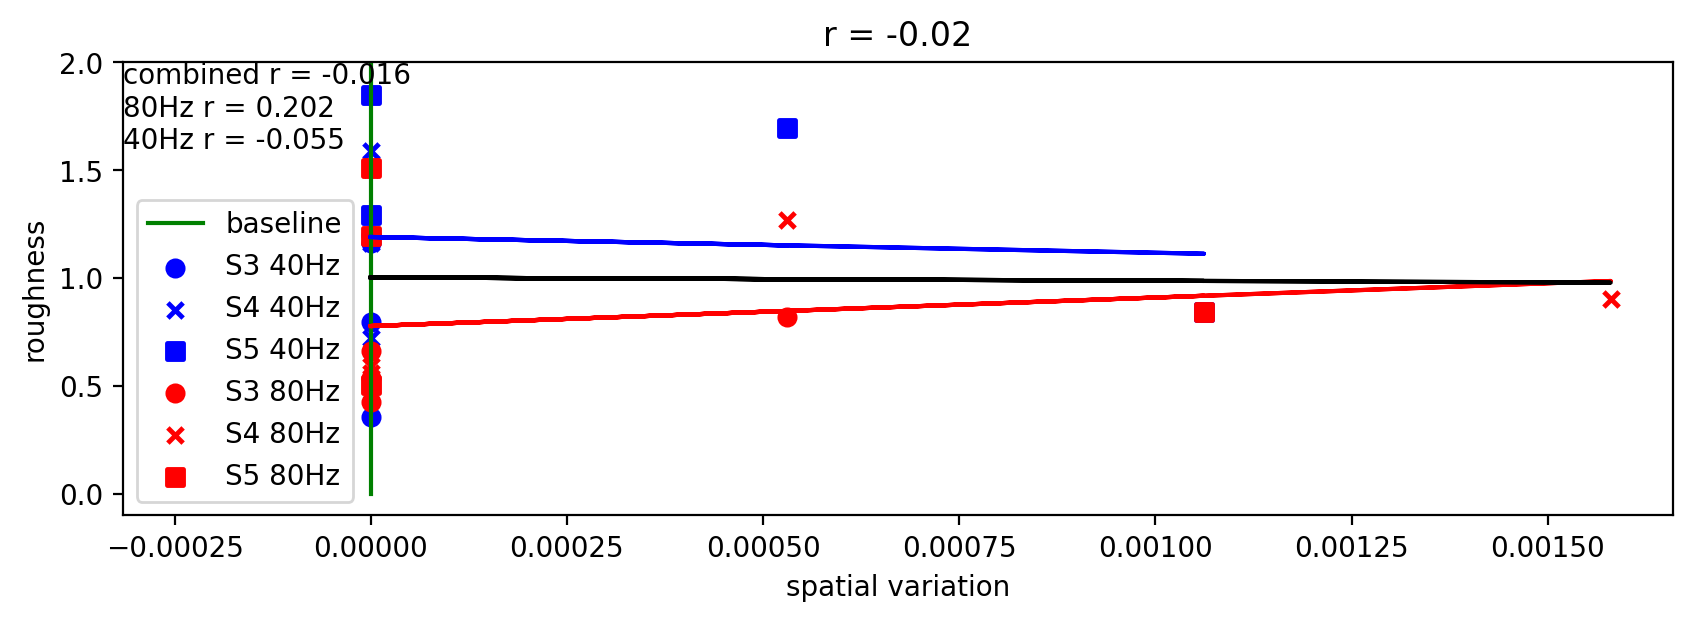 r = -0.02
combined r = -0.016
80Hz r = 0.202
40Hz r = -0.055
2.0
1.5
1.0
0.5
0.0
roughness
baseline
S3 40Hz
S4 40Hz
S5 40Hz
S3 80Hz
S4 80Hz
S5 80Hz
−0.00025 0.00000 0.00025 0.00050 0.00075 0.00100 0.00125 0.00150
spatial variation